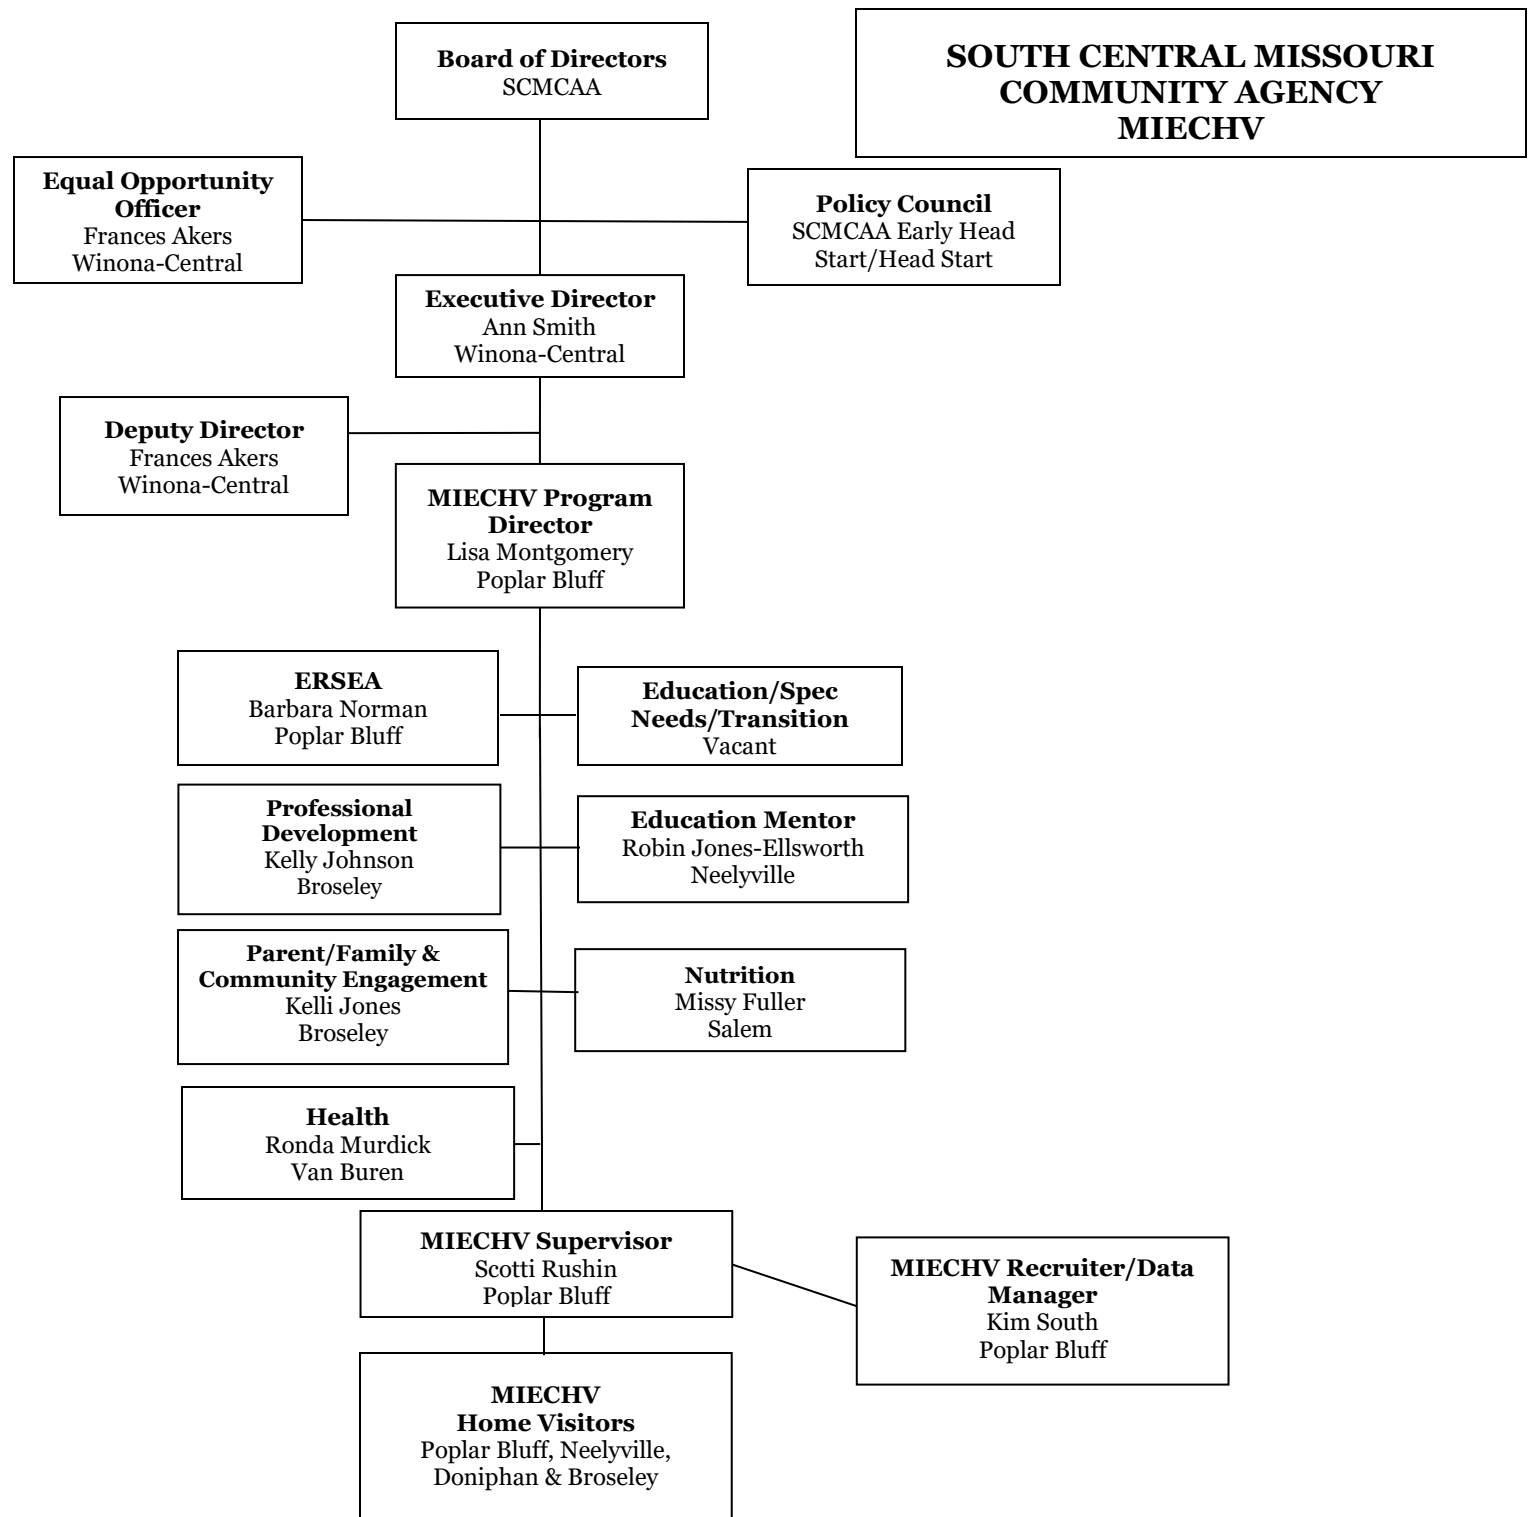 Board of Directors
SCMCAA
SOUTH CENTRAL MISSOURI
COMMUNITY AGENCY
MIECHV
Equal Opportunity
Officer
Frances Akers
Winona-Central
Policy Council
SCMCAA Early Head
Start/Head Start
Executive Director
Ann Smith
Winona-Central
Deputy Director
Frances Akers
Winona-Central
MIECHV Program
Director
Lisa Montgomery
Poplar Bluff
ERSEA
Barbara Norman
Poplar Bluff
Education/Spec
Needs/Transition
Vacant
Professional
Development
Kelly Johnson
Broseley
Education Mentor
Robin Jones-Ellsworth
Neelyville
Parent/Family &
Community Engagement
Kelli Jones
Broseley
Nutrition
Missy Fuller
Salem
Health
Ronda Murdick
Van Buren
MIECHV Supervisor
Scotti Rushin
Poplar Bluff
MIECHV Recruiter/Data
Manager
Kim South
Poplar Bluff
MIECHV
Home Visitors
Poplar Bluff, Neelyville,
Doniphan & Broseley